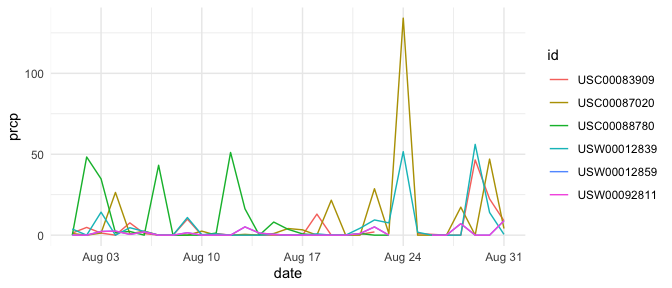 100
50
0
prcp
Aug 03
Aug 10
Aug 17
Aug 24
Aug 31
date
id
USC00083909
USC00087020
USC00088780
USW00012839
USW00012859
USW00092811